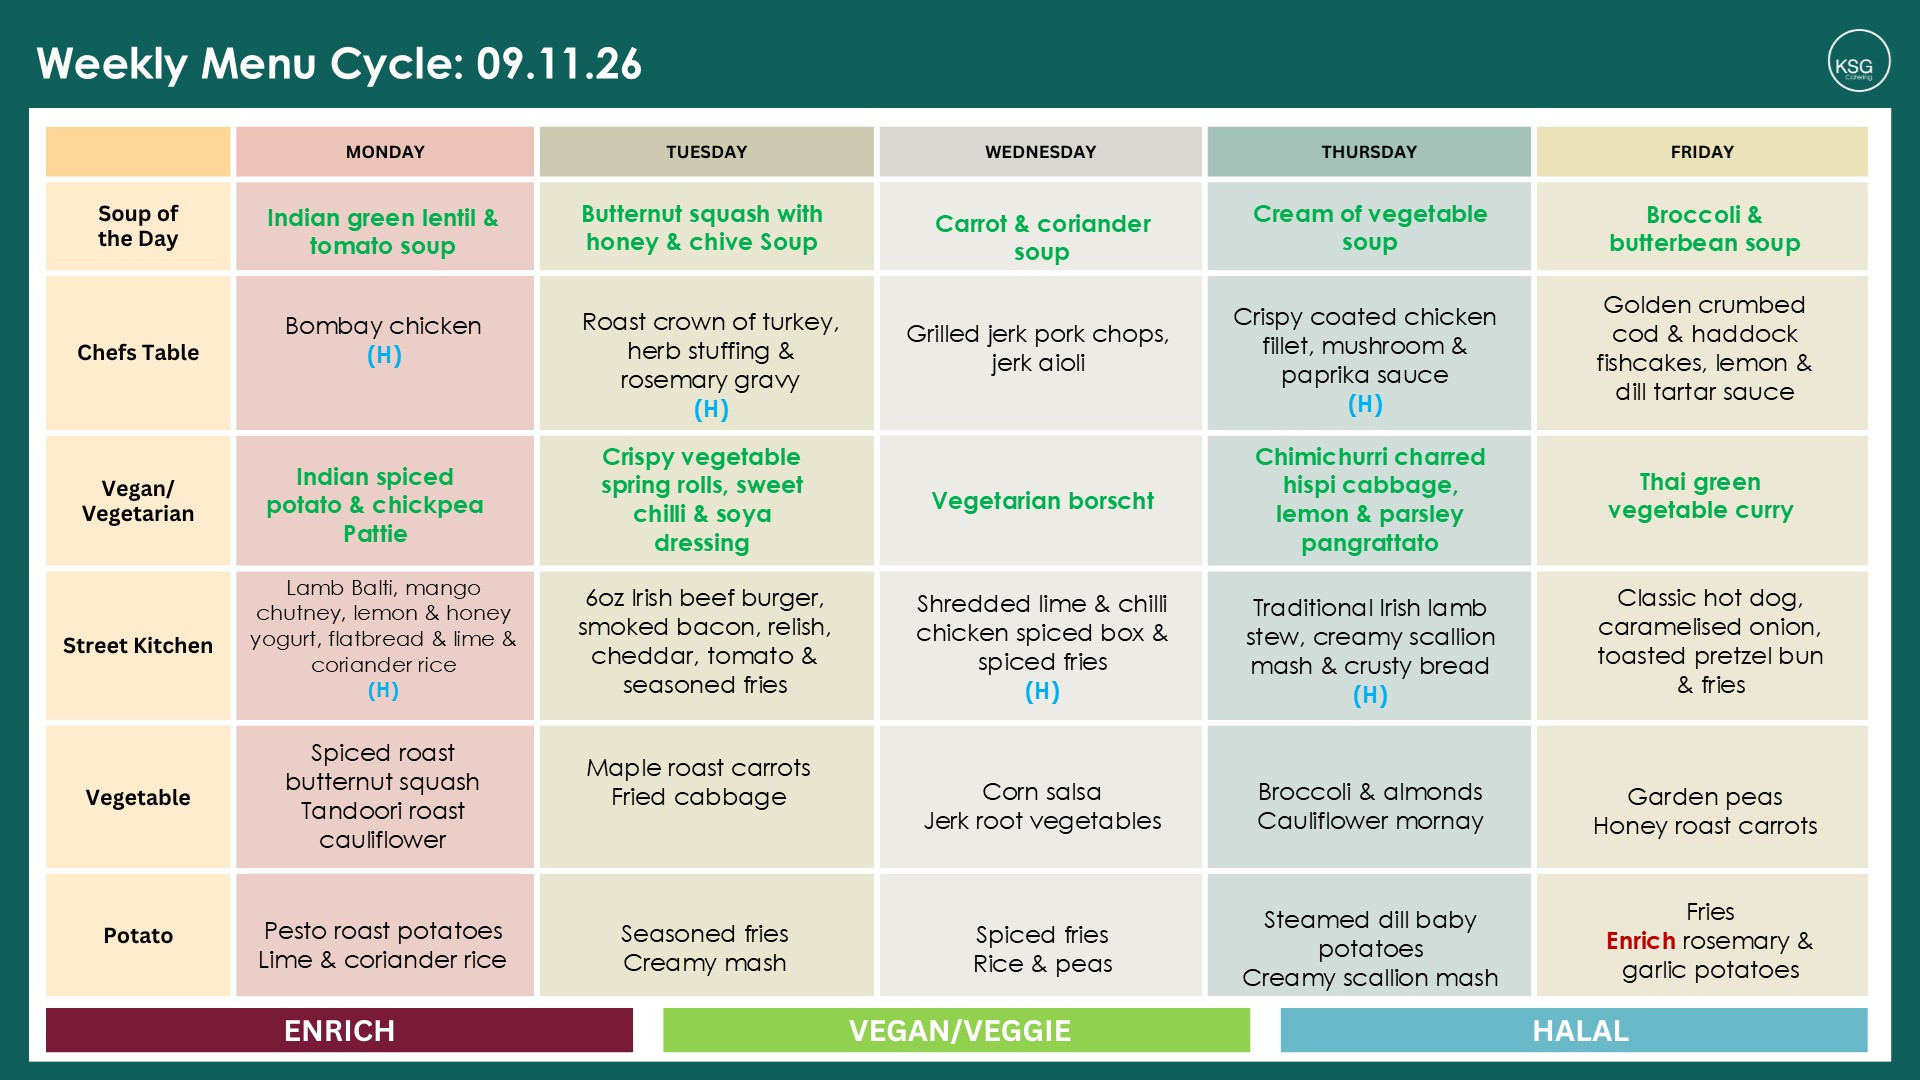 Weekly Menu Cycle: 09.11.26
KSG
Catering
MONDAY
TUESDAY
WEDNESDAY
THURSDAY
FRIDAY
Soup of
the Day
Indian green lentil &
tomato soup
Butternut squash with
honey & chive Soup
Carrot & coriander
soup
Cream of vegetable
soup
Broccoli &
butterbean soup
Chefs Table
Bombay chicken
(H)
Roast crown of turkey,
herb stuffing &
rosemary gravy
(H)
Grilled jerk pork chops,
jerk aioli
Crispy coated chicken
fillet, mushroom &
paprika sauce
(H)
Golden crumbed
cod & haddock
fishcakes, lemon &
dill tartar sauce
Vegan/
Vegetarian
Indian spiced
potato & chickpea
Pattie
Crispy vegetable
spring rolls, sweet
chilli & soya
dressing
Vegetarian borscht
Chimichurri charred
hispi cabbage,
lemon & parsley
pangrattato
Thai green
vegetable curry
Street Kitchen
Lamb Balti, mango
chutney, lemon & honey
yogurt, flatbread & lime &
coriander rice
(H)
6oz Irish beef burger,
smoked bacon, relish,
cheddar, tomato &
seasoned fries
Shredded lime & chilli
chicken spiced box &
spiced fries
(H)
Traditional Irish lamb
stew, creamy scallion
mash & crusty bread
(H)
Classic hot dog,
caramelised onion,
toasted pretzel bun
& fries
Vegetable
Spiced roast
butternut squash
Tandoori roast
cauliflower
Maple roast carrots
Fried cabbage
Corn salsa
Jerk root vegetables
Broccoli & almonds
Cauliflower mornay
Garden peas
Honey roast carrots
Potato
Pesto roast potatoes
Lime & coriander rice
Seasoned fries
Creamy mash
Spiced fries
Rice & peas
Steamed dill baby
potatoes
Creamy scallion mash
Fries
Enrich rosemary &
garlic potatoes
ENRICH
VEGAN/VEGGIE
HALAL